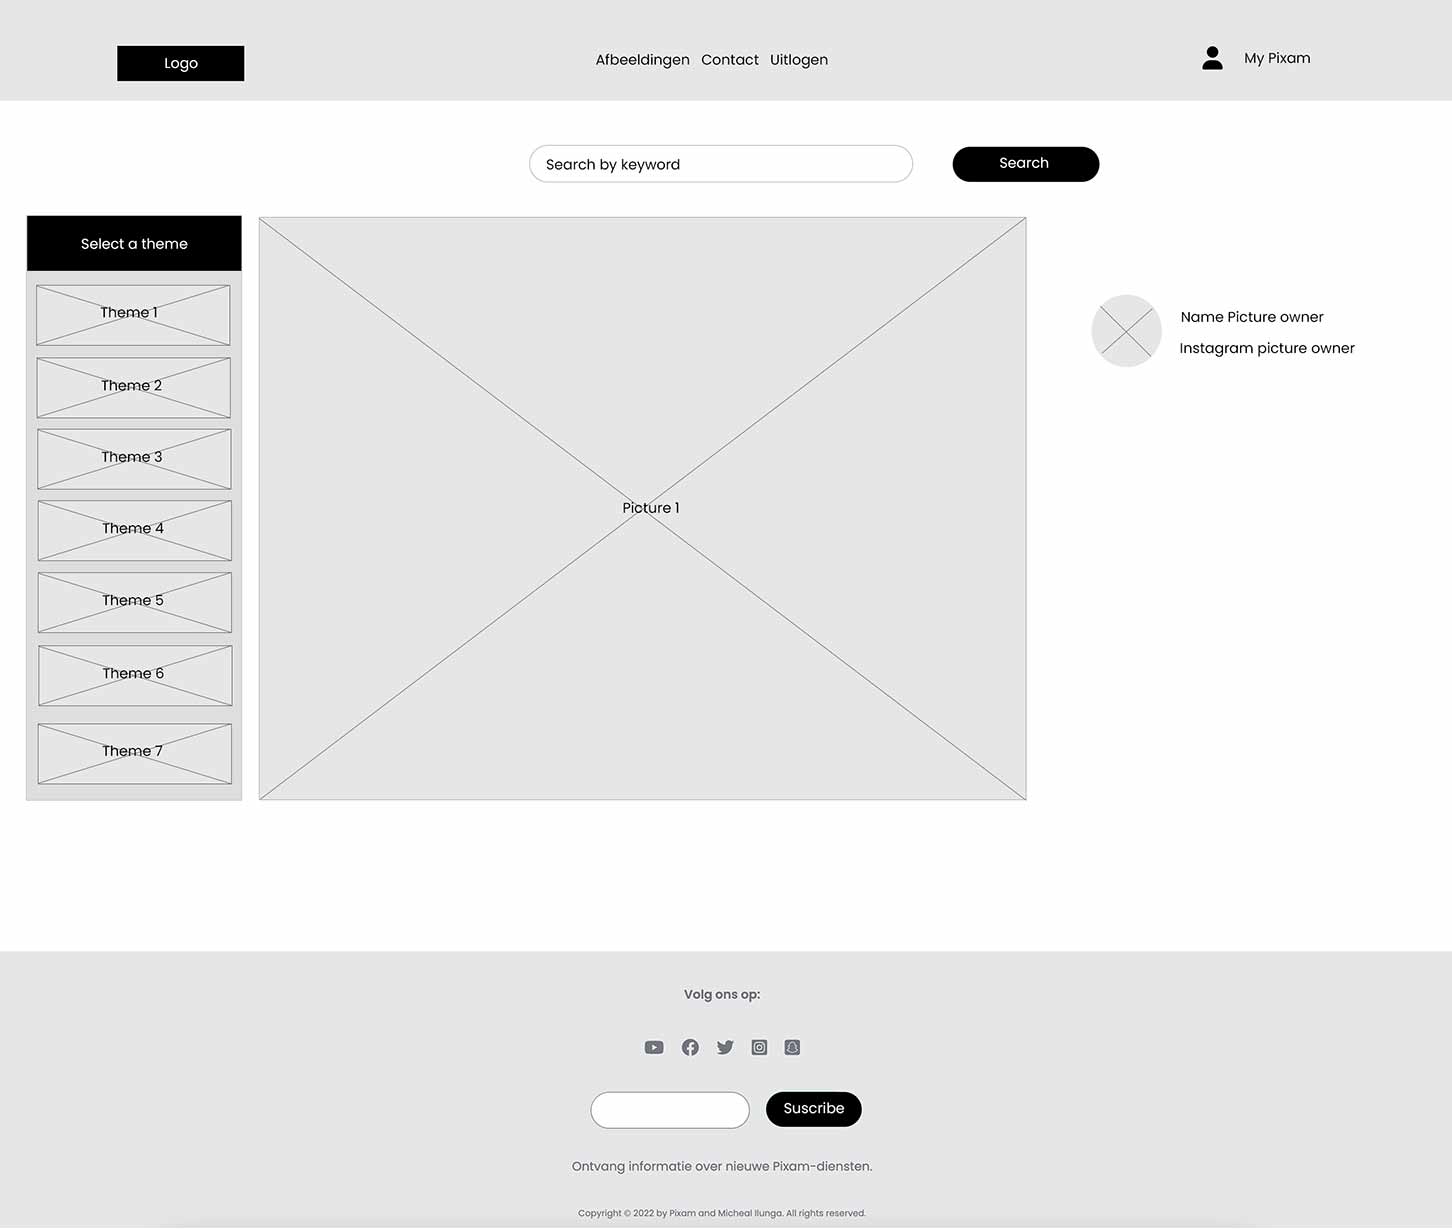 Logo
Afbeeldingen Contact Uitlogen
My Pixam
Search by keyword
Search
Select a theme
Theme 1
Theme 2
Theme 3
Theme 4
Theme 5
Theme 6
Theme 7
Picture 1
Name Picture owner
Instagram picture owner
Volg ons op:
Suscribe
Ontvang informatie over nieuwe Pixam-diensten.
Copyright © 2022 by Pixam and Micheal Ilunga. All rights reserved.